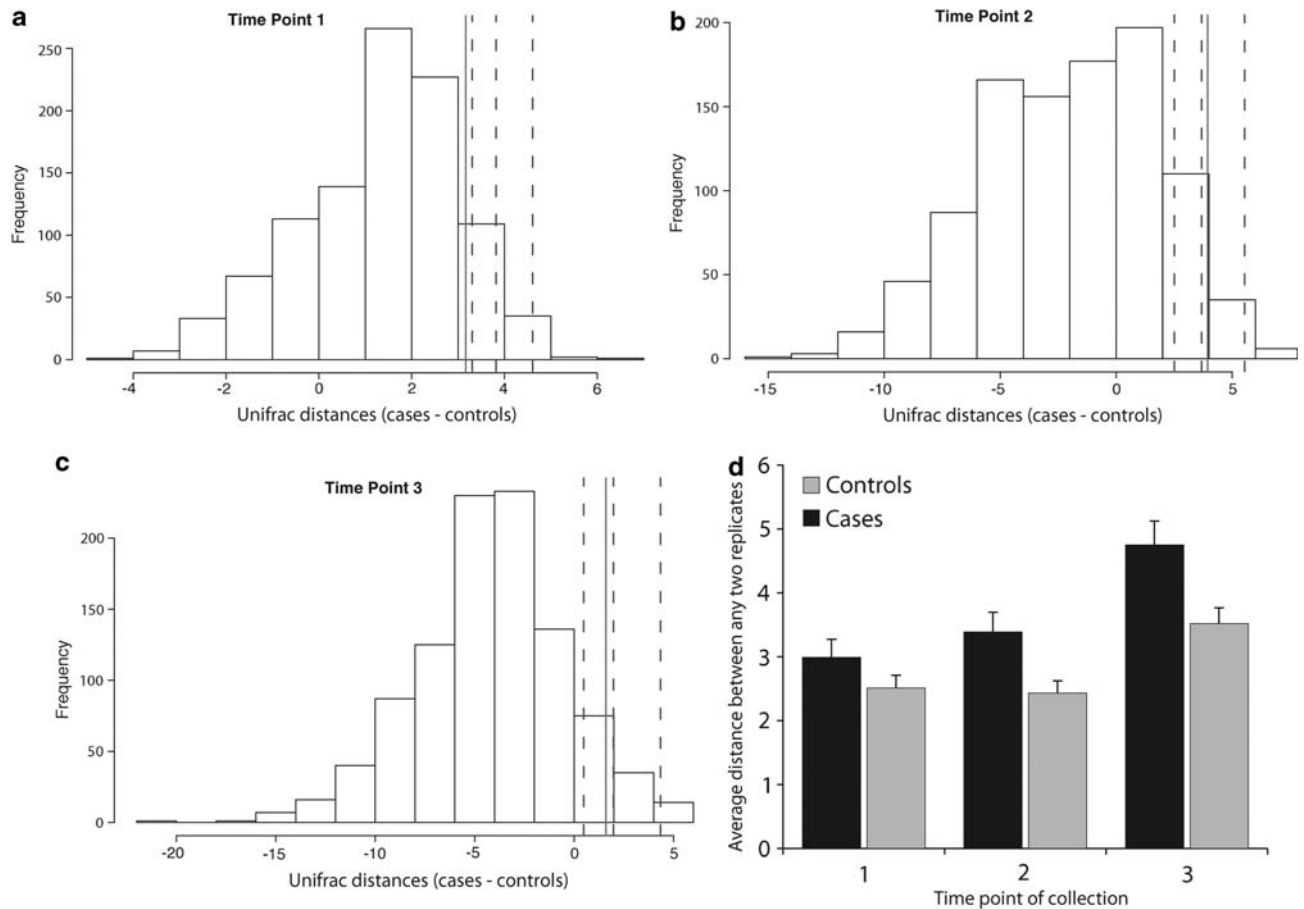 a
Time Point 1
250
200
150
100
50
0
Frequency
-4 -2 0 2 4 6
Unifrac distances (cases - controls)
b
Time Point 2
200
150
100
50
0
Frequency
-15 -10 -5 0 5
Unifrac distances (cases - controls)
c
Time Point 3
200
150
100
50
0
Frequency
-20 -15 -10 -5 0 5
Unifrac distances (cases - controls)
d
Average distance between any two replicates
6
5
4
3
2
1
0
Controls
Cases
1 2 3
Time point of collection